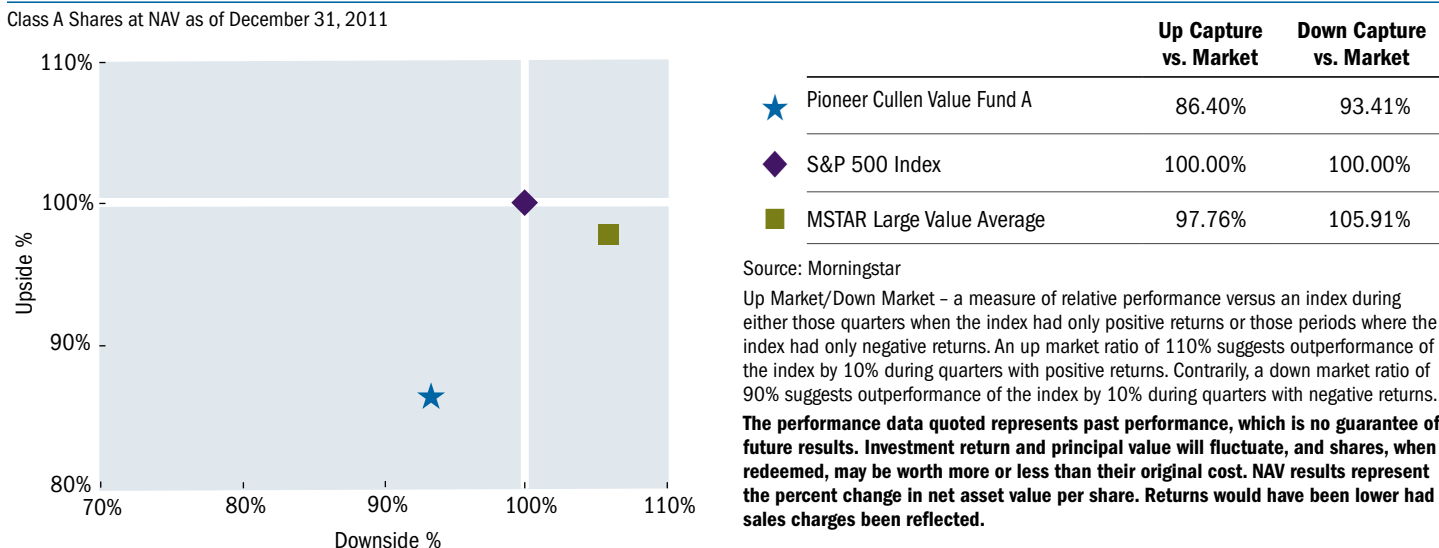 Class A Shares at NAV as of December 31, 2011
110%
100%
90%
80%
Upside %
70%
80%
90%
100%
110%
Downside %
Up Capture vs. Market
Down Capture vs. Market
Pioneer Cullen Value Fund A 86.40% 93.41%
S&P 500 Index 100.00% 100.00%
MSTAR Large Value Average 97.76% 105.91%
Source: Morningstar
Up Market/Down Market – a measure of relative performance versus an index during
either those quarters when the index had only positive returns or those periods where the
index had only negative returns. An up market ratio of 110% suggests outperformance of
the index by 10% during quarters with positive returns. Contrarily, a down market ratio of
90% suggests outperformance of the index by 10% during quarters with negative returns.
The performance data quoted represents past performance, which is no guarantee of
future results. Investment return and principal value will fluctuate, and shares, when
redeemed, may be worth more or less than their original cost. NAV results represent
the percent change in net asset value per share. Returns would have been lower had
sales charges been reflected.